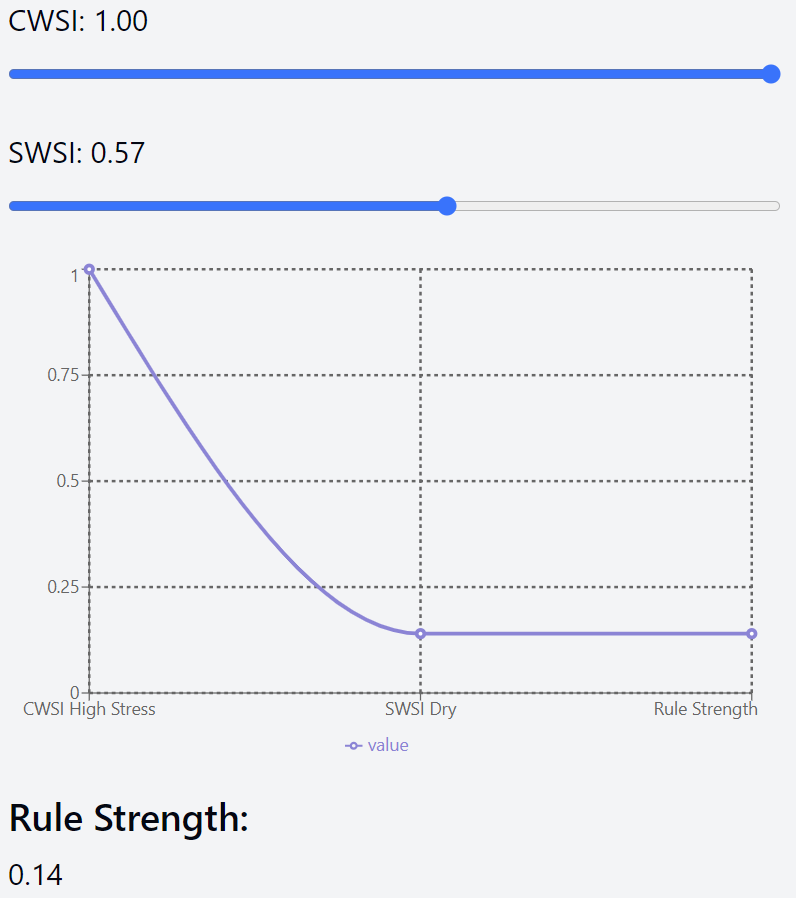 CWSI: 1.00
SWSI: 0.57
1
0.75
0.5
0.25
0
CWSI High Stress SWSI Dry Rule Strength
value
Rule Strength:
0.14